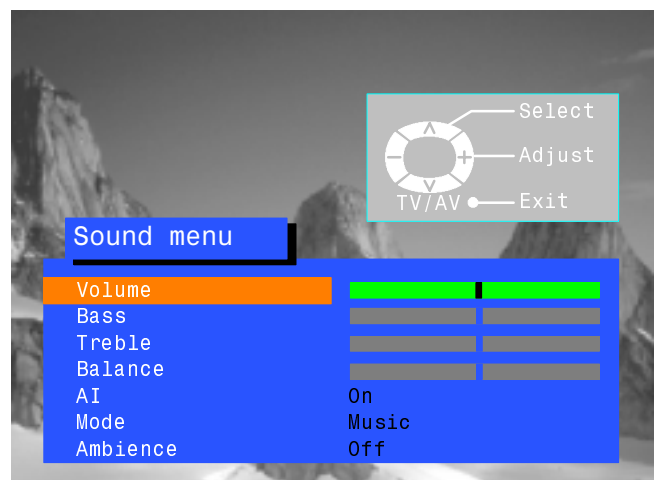 Select
Adjust
TV/AV Exit
Sound menu
Volume
Bass
Treble
Balance
AI On
Mode Music
Ambience Off